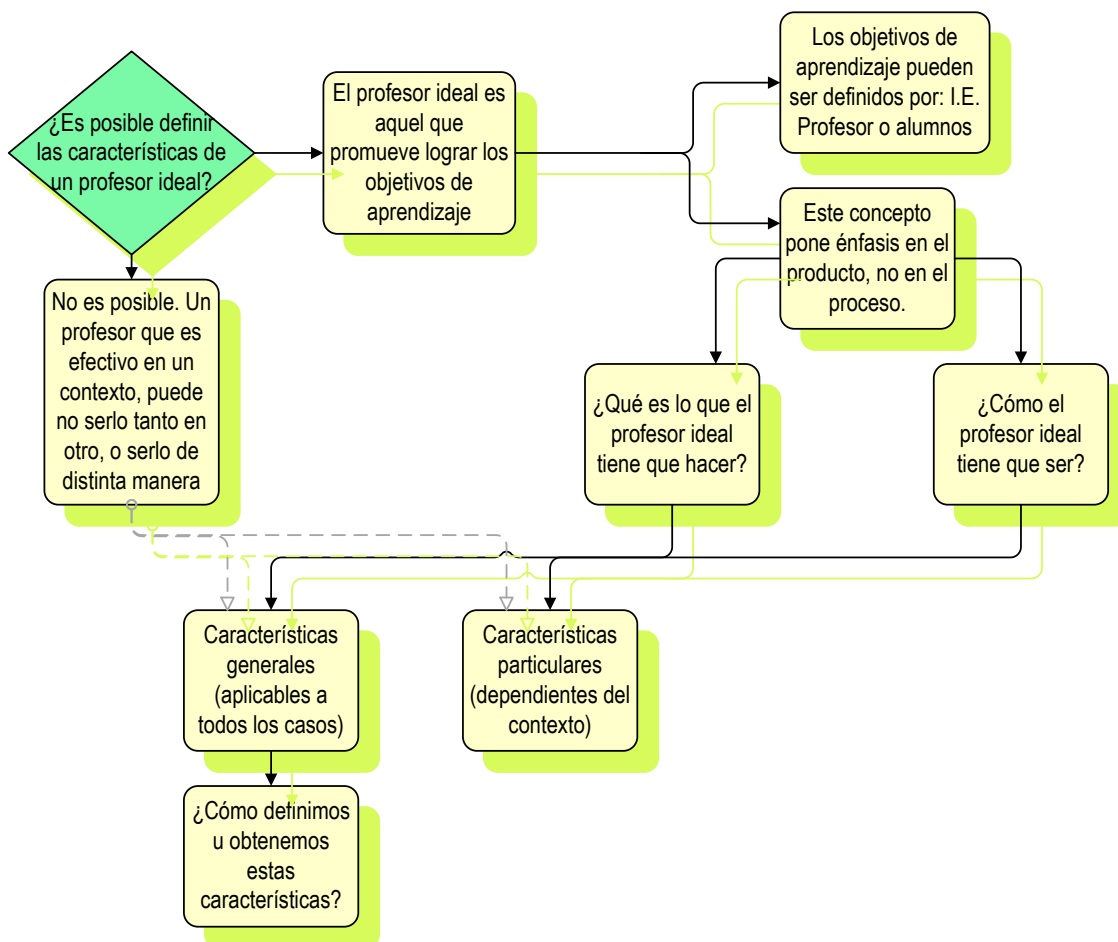 ¿Es posible definir
las característícas de
un profesor ideal?
El profesor ideal es
aquel que
promueve lograr los
objetivos de
aprendizaje
Los objetivos de
aprendizaje pueden
ser definidos por: I.E.
Profesor o alumnos
Este concepto
pone énfasis en el
producto, no en el
proceso.
No es posible. Un
profesor que es
efectivo en un
contexto, puede
no serlo tanto en
otro, o serlo de
distinta manera
¿Qué es lo que el
profesor ideal
tiene que hacer?
¿Cómo el
profesor ideal
tiene que ser?
Características
generales
(aplicables a
todos los casos)
Características
particulares
(dependientes del
contexto)
¿Cómo definimos
u obtenemos
estas
características?